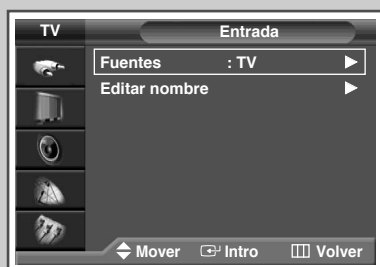 TV Entrada
Fuentes : TV
Editar nombre
Mover Intro Volver